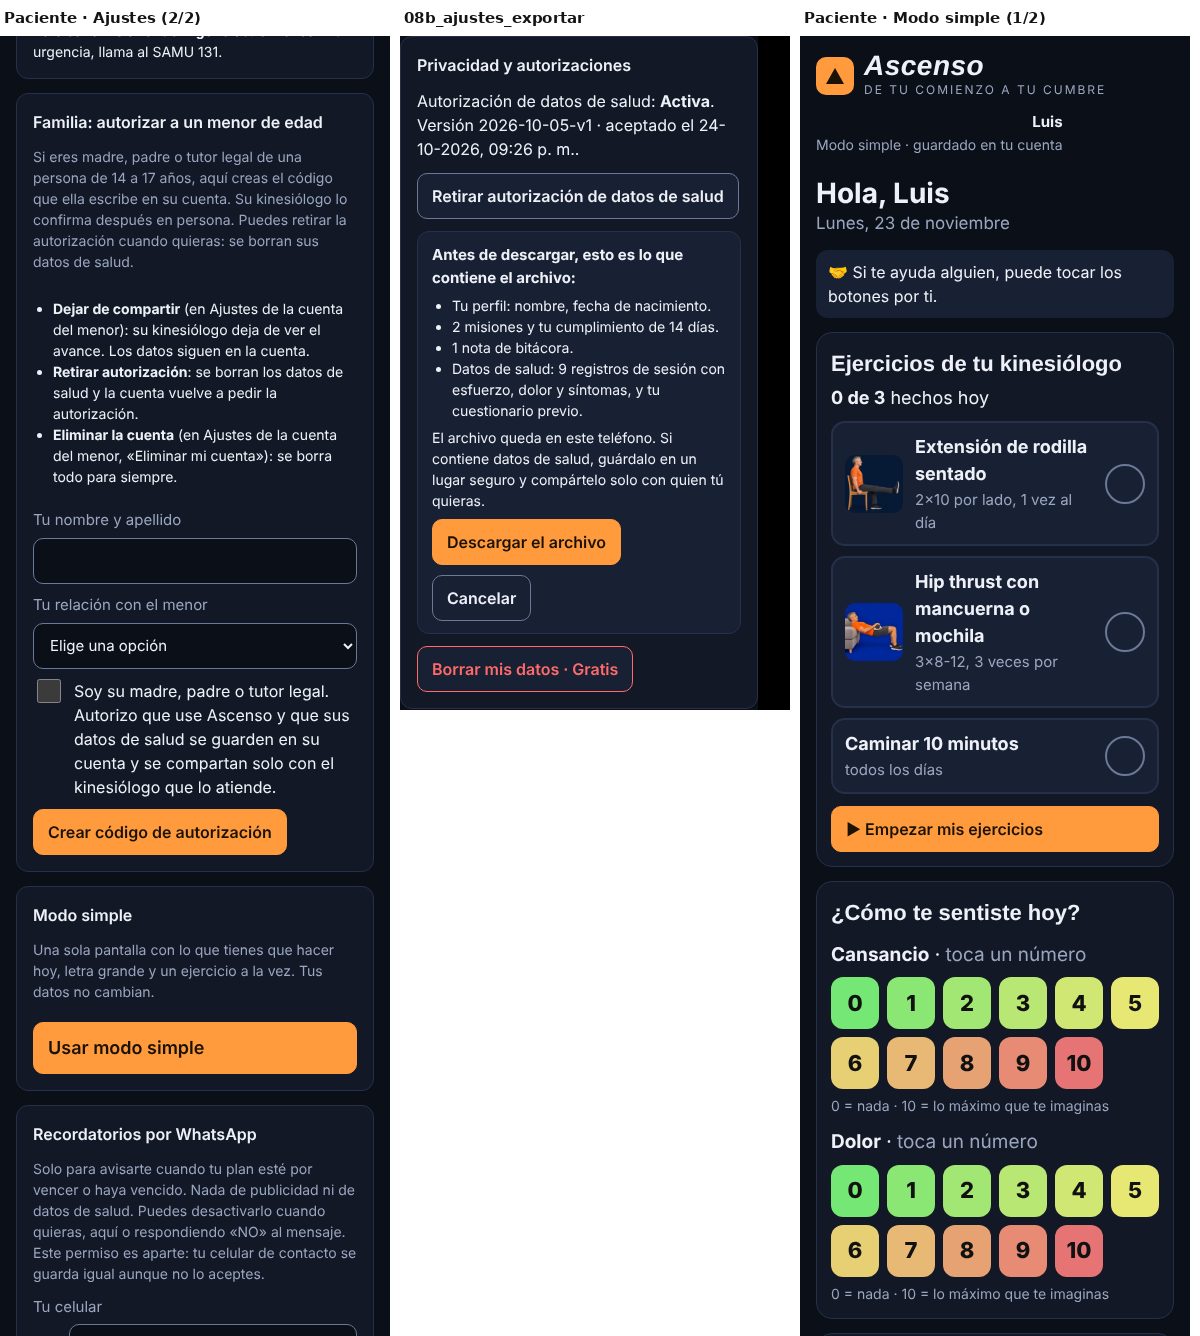 Paciente · Ajustes (2/2)
urgencia, llama al SAMU 131.
Familia: autorizar a un menor de edad
Si eres madre, padre o tutor legal de una
persona de 14 a 17 años, aquí creas el código
que ella escribe en su cuenta. Su kinesiólogo lo
confirma después en persona. Puedes retirar la
autorización cuando quieras: se borran sus
datos de salud.
• Dejar de compartir (en Ajustes de la cuenta
del menor): su kinesiólogo deja de ver el
avance. Los datos siguen en la cuenta.
• Retirar autorización: se borran los datos de
salud y la cuenta vuelve a pedir la
autorización.
• Eliminar la cuenta (en Ajustes de la cuenta
del menor, «Eliminar mi cuenta»): se borra
todo para siempre.
Tu nombre y apellido
Tu relación con el menor
Elige una opción
Soy su madre, padre o tutor legal.
Autorizo que use Ascenso y que sus
datos de salud se guarden en su
cuenta y se compartan solo con el
kinesiólogo que lo atiende.
Crear código de autorización
Modo simple
Una sola pantalla con lo que tienes que hacer
hoy, letra grande y un ejercicio a la vez. Tus
datos no cambian.
Usar modo simple
Recordatorios por WhatsApp
Solo para avisarte cuando tu plan esté por
vencer o haya vencido. Nada de publicidad ni de
datos de salud. Puedes desactivarlo cuando
quieras, aquí o respondiendo «NO» al mensaje.
Este permiso es aparte: tu celular de contacto se
guarda igual aunque no lo aceptes.
Tu celular
08b_ajustes_exportar
Privacidad y autorizaciones
Autorización de datos de salud: Activa.
Versión 2026-10-05-v1 · aceptado el 24-
10-2026, 09:26 p. m..
Retirar autorización de datos de salud
Antes de descargar, esto es lo que
contiene el archivo:
• Tu perfil: nombre, fecha de nacimiento.
• 2 misiones y tu cumplimiento de 14 días.
• 1 nota de bitácora.
• Datos de salud: 9 registros de sesión con
esfuerzo, dolor y síntomas, y tu
cuestionario previo.
El archivo queda en este teléfono. Si
contiene datos de salud, guárdalo en un
lugar seguro y compártelo solo con quien tú
quieras.
Descargar el archivo
Cancelar
Borrar mis datos · Gratis
Paciente · Modo simple (1/2)
Ascenso
DE TU COMIENZO A TU CUMBRE
Luis
Modo simple · guardado en tu cuenta
Hola, Luis
Lunes, 23 de noviembre
🤝 Si te ayuda alguien, puede tocar los
botones por ti.
Ejercicios de tu kinesiólogo
0 de 3 hechos hoy
Extensión de rodilla
sentado
2×10 por lado, 1 vez al
día
Hip thrust con
mancuerna o
mochila
3×8-12, 3 veces por
semana
Caminar 10 minutos
todos los días
▶ Empezar mis ejercicios
¿Cómo te sentiste hoy?
Cansancio · toca un número
0 1 2 3 4 5
6 7 8 9 10
0 = nada · 10 = lo máximo que te imaginas
Dolor · toca un número
0 1 2 3 4 5
6 7 8 9 10
0 = nada · 10 = lo máximo que te imaginas